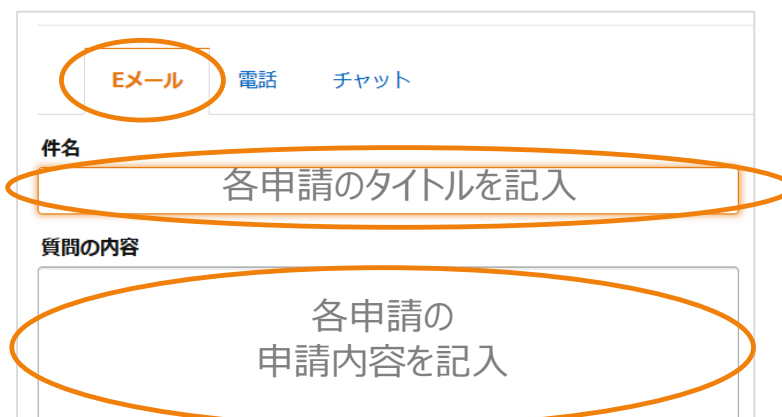 Eメール 電話 チャット
件名
各申請のタイトルを記入
質問の内容
各申請の
申請内容を記入